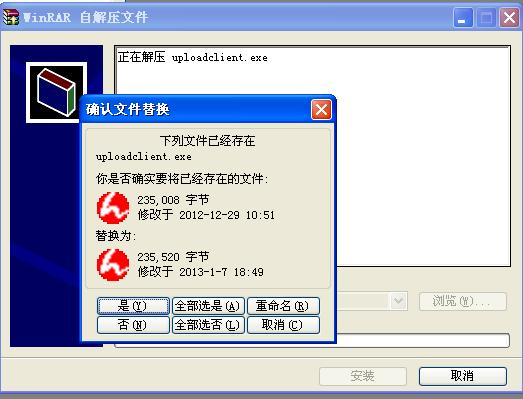 WinRAR 自解压文件
正在解压 uploadclient.exe
确认文件替换
下列文件已经存在
uploadclient.exe
你是否确实要将已经存在的文件:
235,008 字节
修改于 2012-12-29 10:51
替换为:
235,520 字节
修改于 2013-1-7 18:49
是(Y) 全部选是(A) 重命名(R)
否(N) 全部选否(L) 取消(C)
浏览(W)...
安装 取消